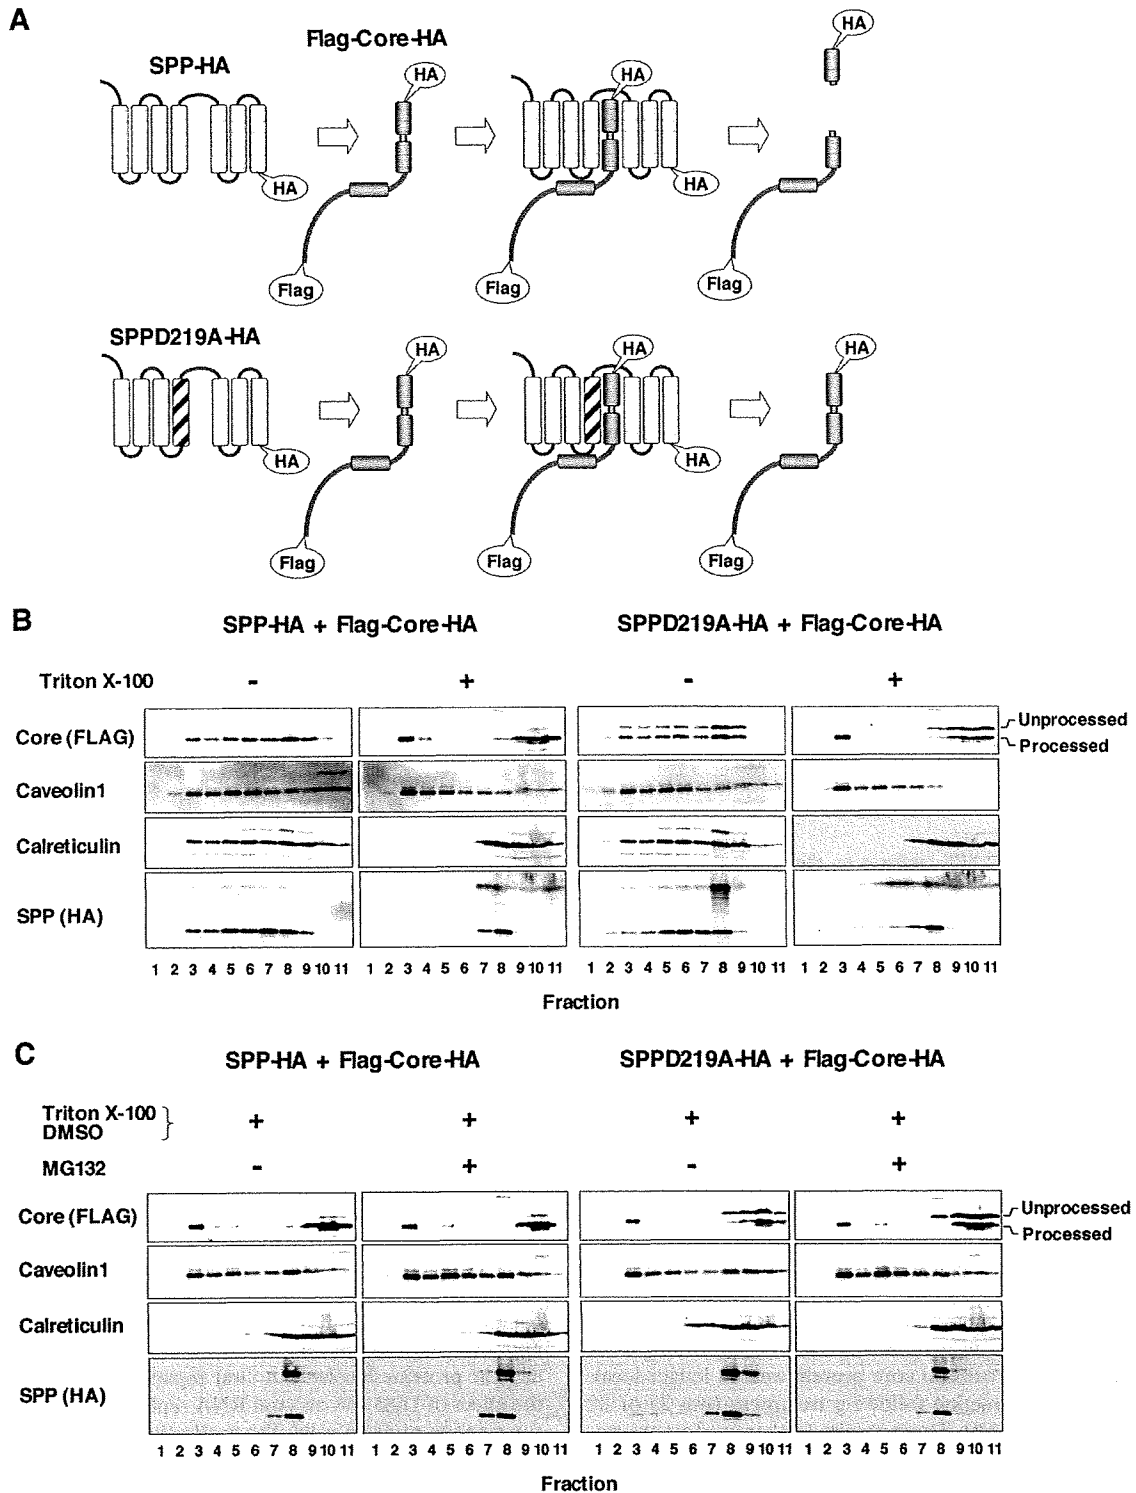 A
SPP-HA
Flag-Core-HA
HA
HA
HA
HA
HA
Flag
Flag
Flag
SPPD219A-HA
HA
HA
HA
HA
HA
Flag
Flag
Flag
B
SPP-HA + Flag-Core-HA
SPPD219A-HA + Flag-Core-HA
Triton X-100 - + - +
Core (FLAG)
Unprocessed
Processed
Caveolin1
Calreticulin
SPP (HA)
1 2 3 4 5 6 7 8 9 10 11 1 2 3 4 5 6 7 8 9 10 11 1 2 3 4 5 6 7 8 9 10 11 1 2 3 4 5 6 7 8 9 10 11
Fraction
C
SPP-HA + Flag-Core-HA
SPPD219A-HA + Flag-Core-HA
Triton X-100
DMSO
+ + + +
MG132 - + - +
Core (FLAG)
Unprocessed
Processed
Caveolin1
Calreticulin
SPP (HA)
1 2 3 4 5 6 7 8 9 10 11 1 2 3 4 5 6 7 8 9 10 11 1 2 3 4 5 6 7 8 9 10 11 1 2 3 4 5 6 7 8 9 10 11
Fraction